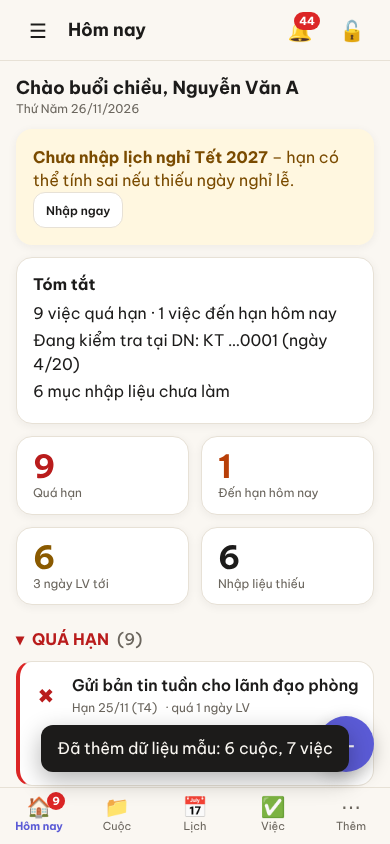 ☰ Hôm nay 44
Chào buổi chiều, Nguyễn Văn A
Thứ Năm 26/11/2026
Chưa nhập lịch nghỉ Tết 2027 – hạn có
thể tính sai nếu thiếu ngày nghỉ lễ.
Nhập ngay
Tóm tắt
9 việc quá hạn · 1 việc đến hạn hôm nay
Đang kiểm tra tại DN: KT ...0001 (ngày
4/20)
6 mục nhập liệu chưa làm
9
Quá hạn
1
Đến hạn hôm nay
6
3 ngày LV tới
6
Nhập liệu thiếu
▼ QUÁ HẠN (9)
Gửi bản tin tuần cho lãnh đạo phòng
Hạn 25/11 (T4) · quá 1 ngày LV
Đã thêm dữ liệu mẫu: 6 cuộc, 7 việc
9
Hôm nay Cuộc Lịch Việc Thêm